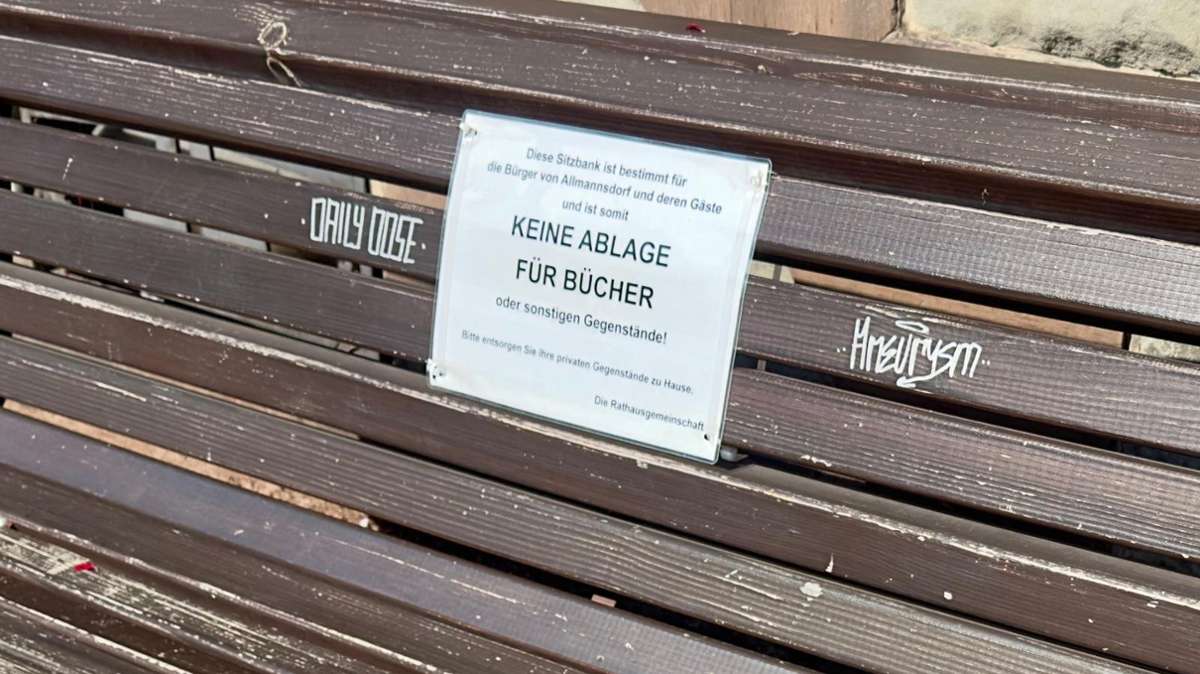 Diese Sitzbank ist bestimmt für
die Bürger von Allmannsdorf und deren Gäste
und ist somit
KEINE ABLAGE
FÜR BÜCHER
oder sonstigen Gegenstände!
Bitte entsorgen Sie Ihre privaten Gegenstände zu Hause.
Die Rathausgemeinschaft
DAILY DOSE
Aneurysm